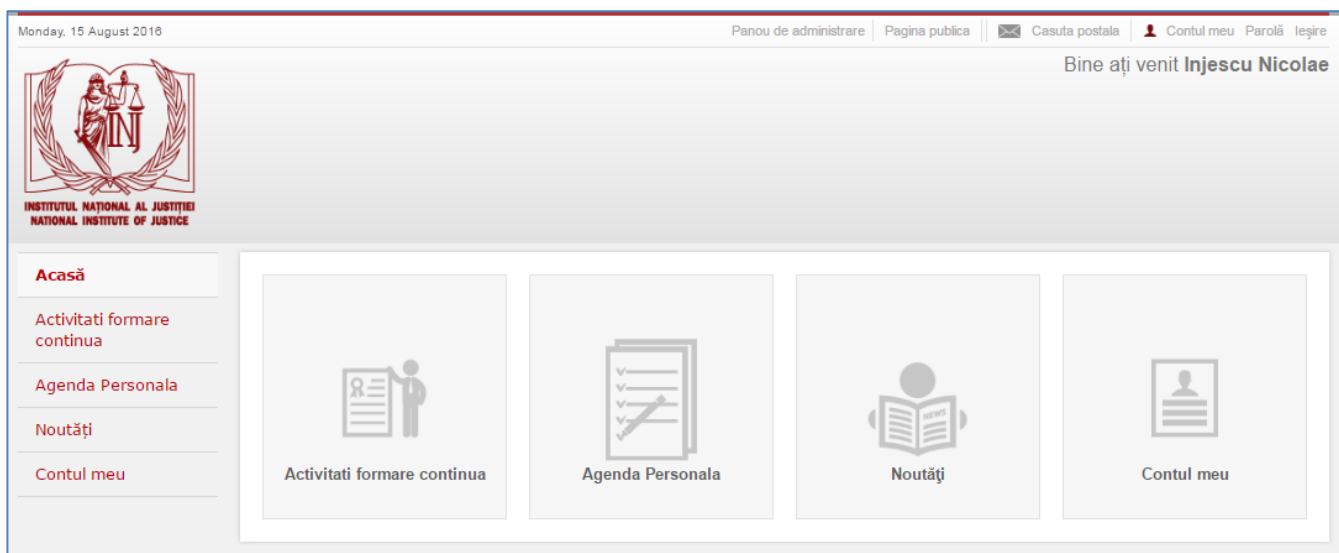 Monday, 15 August 2016
Panou de administrare Pagina publica Casuta postala Contul meu Parolă Ieșire
Bine ați venit Injescu Nicolae
INJ
INSTITUTUL NAȚIONAL AL JUSTIȚIEI
NATIONAL INSTITUTE OF JUSTICE
Acasă
Activitati formare
continua
Agenda Personala
Noutăți
Contul meu
Activitati formare continua
Agenda Personala
NEWS
Noutăţi
Contul meu